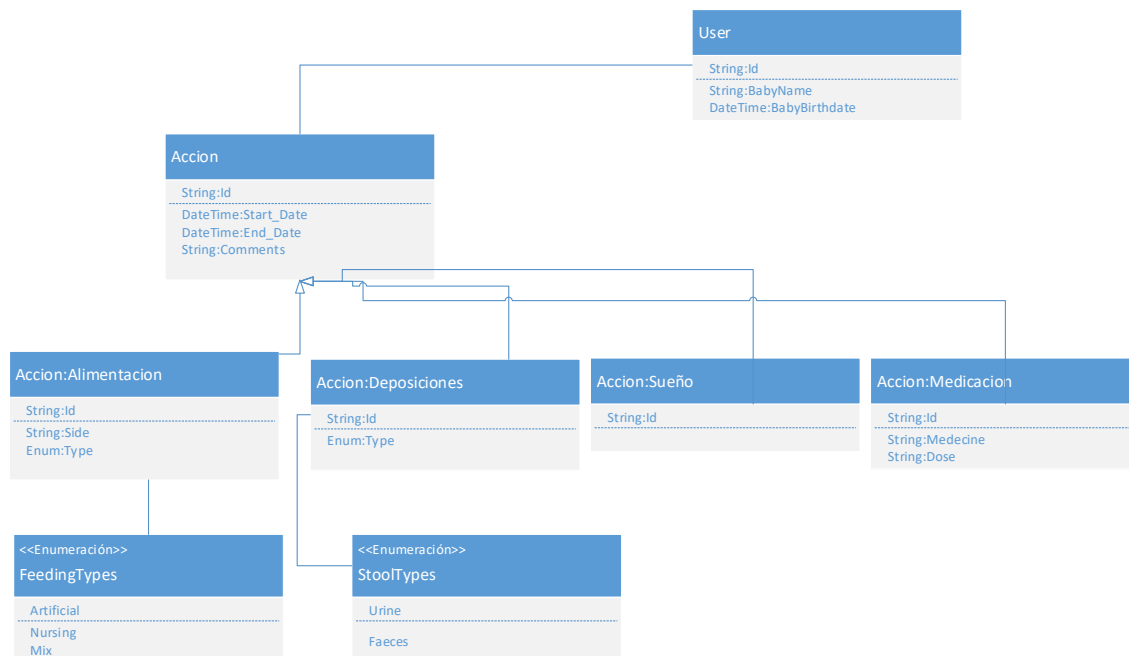 User
String:Id
String:BabyName
DateTime:BabyBirthdate
Accion
String:Id
DateTime:Start_Date
DateTime:End_Date
String:Comments
Accion:Alimentacion
String:Id
String:Side
Enum:Type
Accion:Deposiciones
String:Id
Enum:Type
Accion:Sueño
String:Id
Accion:Medicacion
String:Id
String:Medecine
String:Dose
<<Enumeración>>
FeedingTypes
Artificial
Nursing
Mix
<<Enumeración>>
StoolTypes
Urine
Faeces